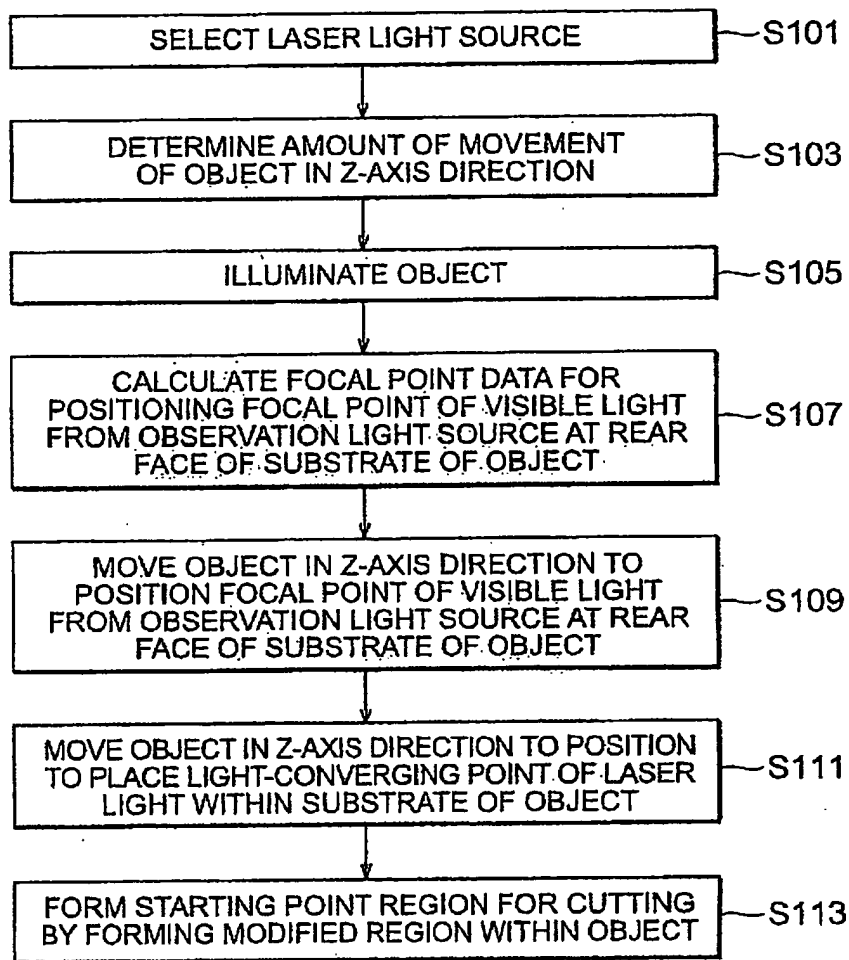 SELECT LASER LIGHT SOURCE
S101
DETERMINE AMOUNT OF MOVEMENT
OF OBJECT IN Z-AXIS DIRECTION
S103
ILLUMINATE OBJECT
S105
CALCULATE FOCAL POINT DATA FOR
POSITIONING FOCAL POINT OF VISIBLE LIGHT
FROM OBSERVATION LIGHT SOURCE AT REAR
FACE OF SUBSTRATE OF OBJECT
S107
MOVE OBJECT IN Z-AXIS DIRECTION TO
POSITION FOCAL POINT OF VISIBLE LIGHT
FROM OBSERVATION LIGHT SOURCE AT REAR
FACE OF SUBSTRATE OF OBJECT
S109
MOVE OBJECT IN Z-AXIS DIRECTION TO POSITION
TO PLACE LIGHT-CONVERGING POINT OF LASER
LIGHT WITHIN SUBSTRATE OF OBJECT
S111
FORM STARTING POINT REGION FOR CUTTING
BY FORMING MODIFIED REGION WITHIN OBJECT
S113